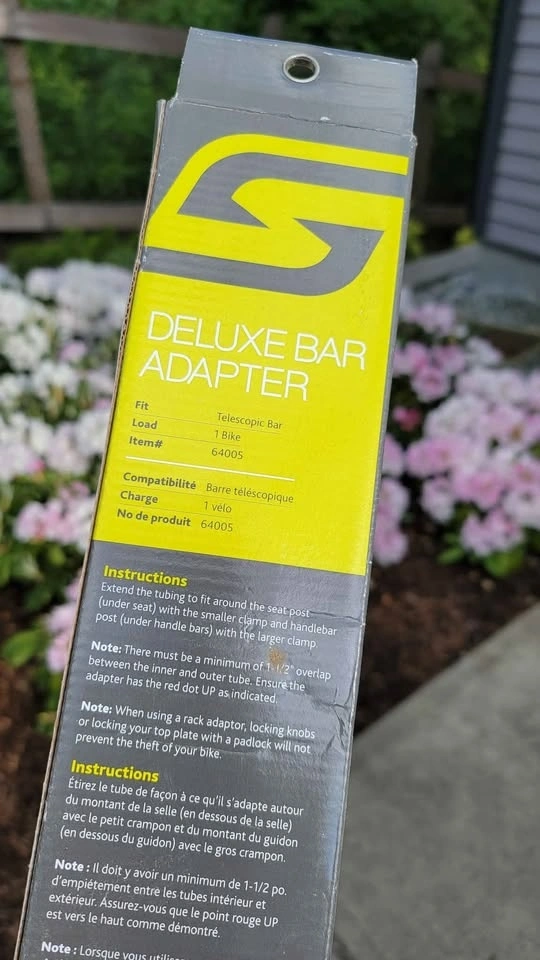 DELUXE BAR
ADAPTER
Fit Telescopic Bar
Load 1 Bike
Item# 64005
Compatibilité Barre téléscopique
Charge 1 vélo
No de produit 64005
Instructions
Extend the tubing to fit around the seat post
(under seat) with the smaller clamp and handlebar
post (under handle bars) with the larger clamp.
Note: There must be a minimum of 1-1/2" overlap
between the inner and outer tube. Ensure the
adapter has the red dot UP as indicated.
Note: When using a rack adaptor, locking knobs
or locking your top plate with a padlock will not
prevent the theft of your bike.
Instructions
Étirez le tube de façon à ce qu'il s'adapte autour
du montant de la selle (en dessous de la selle)
avec le petit crampon et du montant du guidon
(en dessous du guidon) avec le gros crampon.
Note : Il doit y avoir un minimum de 1-1/2 po.
d'empiétement entre les tubes intérieur et
extérieur. Assurez-vous que le point rouge UP
est vers le haut comme démontré.
Note : Lorsque vous